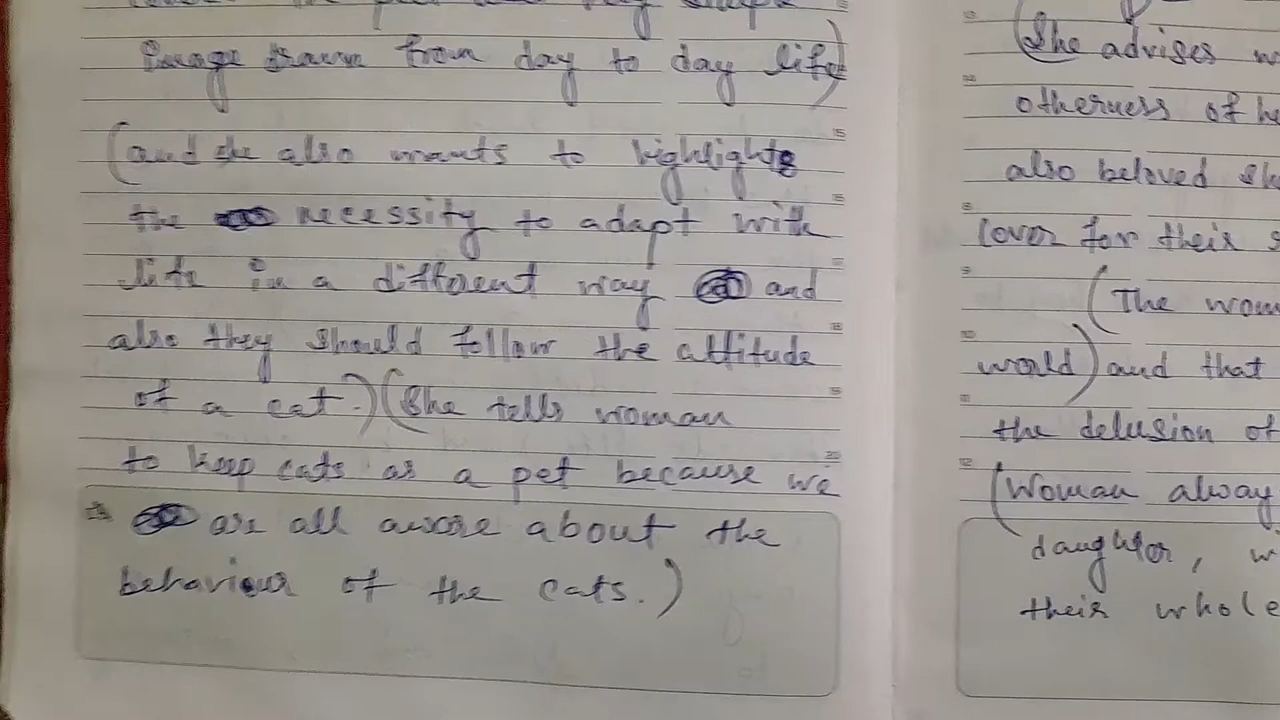 image drawn from day to day life)
(and she also wants to highlights
the necessity to adapt with
life in a different way and
also they should follow the attitude
of a cat.) (She tells woman
to keep cats as a pet because we
are all aware about the
behaviour of the cats.)
(She advises
otherness of
also beloved
lover for their
(The
world) and that
the delusion of
(Woman alway
daughter,
their whole